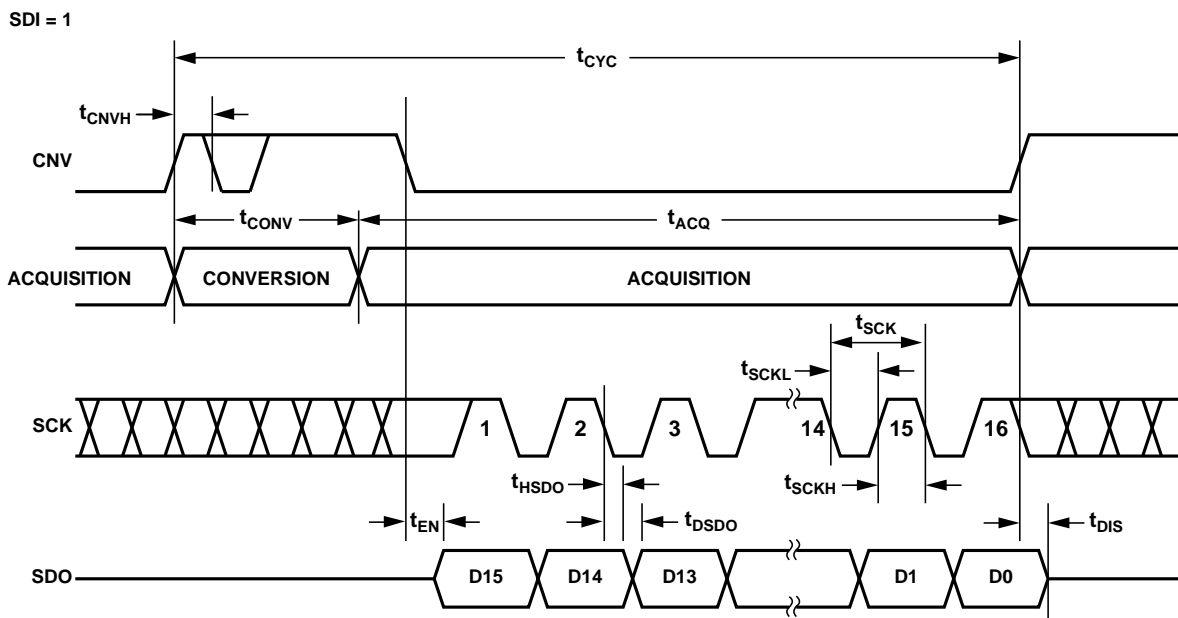 SDI = 1
tCYC
tCNVH
CNV
tCONV
tACQ
ACQUISITION
CONVERSION
ACQUISITION
tSCK
tSCKL
SCK
1
2
3
14
15
16
tHSDO
tSCKH
tEN
tDSDO
tDIS
SDO
D15
D14
D13
D1
D0